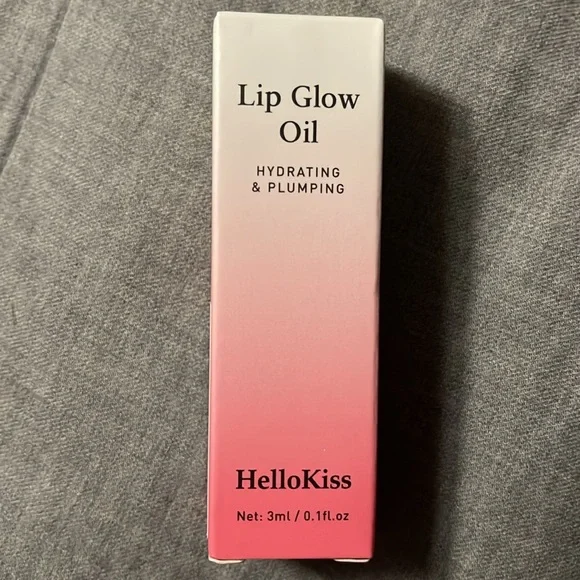 Lip Glow
Oil
HYDRATING
& PLUMPING
HelloKiss
Net: 3ml / 0.1fl.oz